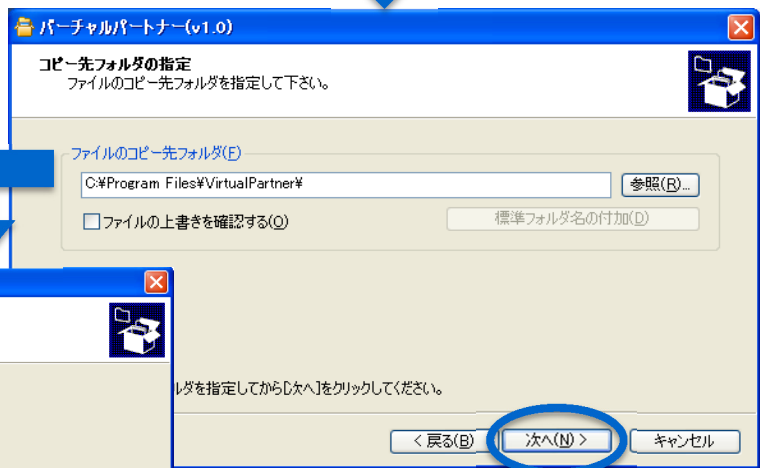 バーチャルパートナー(v1.0)
コピー先フォルダの指定
ファイルのコピー先フォルダを指定して下さい。
ファイルのコピー先フォルダ(F)
C:¥Program Files¥VirtualPartner¥
参照(R)...
ファイルの上書きを確認する(O)
標準フォルダ名の付加(D)
ルダを指定してから[次へ]をクリックしてください。
< 戻る(B)
次へ(N) >
キャンセル